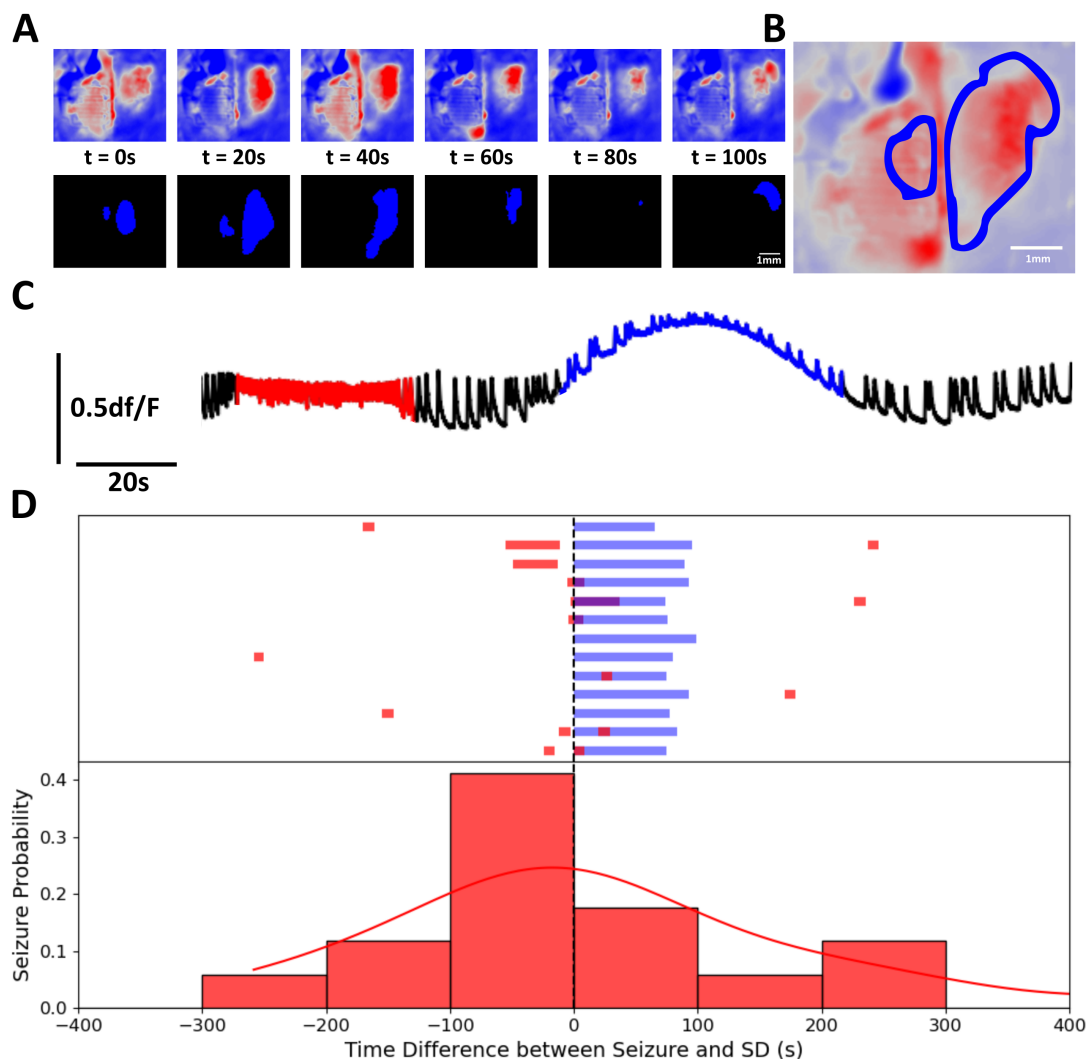 A
B
t = 0s
t = 20s
t = 40s
t = 60s
t = 80s
t = 100s
1mm
1mm
C
0.5df/F
20s
D
Seizure Probability
0.4
0.3
0.2
0.1
0.0
−400
−300
−200
−100
0
100
200
300
400
Time Difference between Seizure and SD (s)